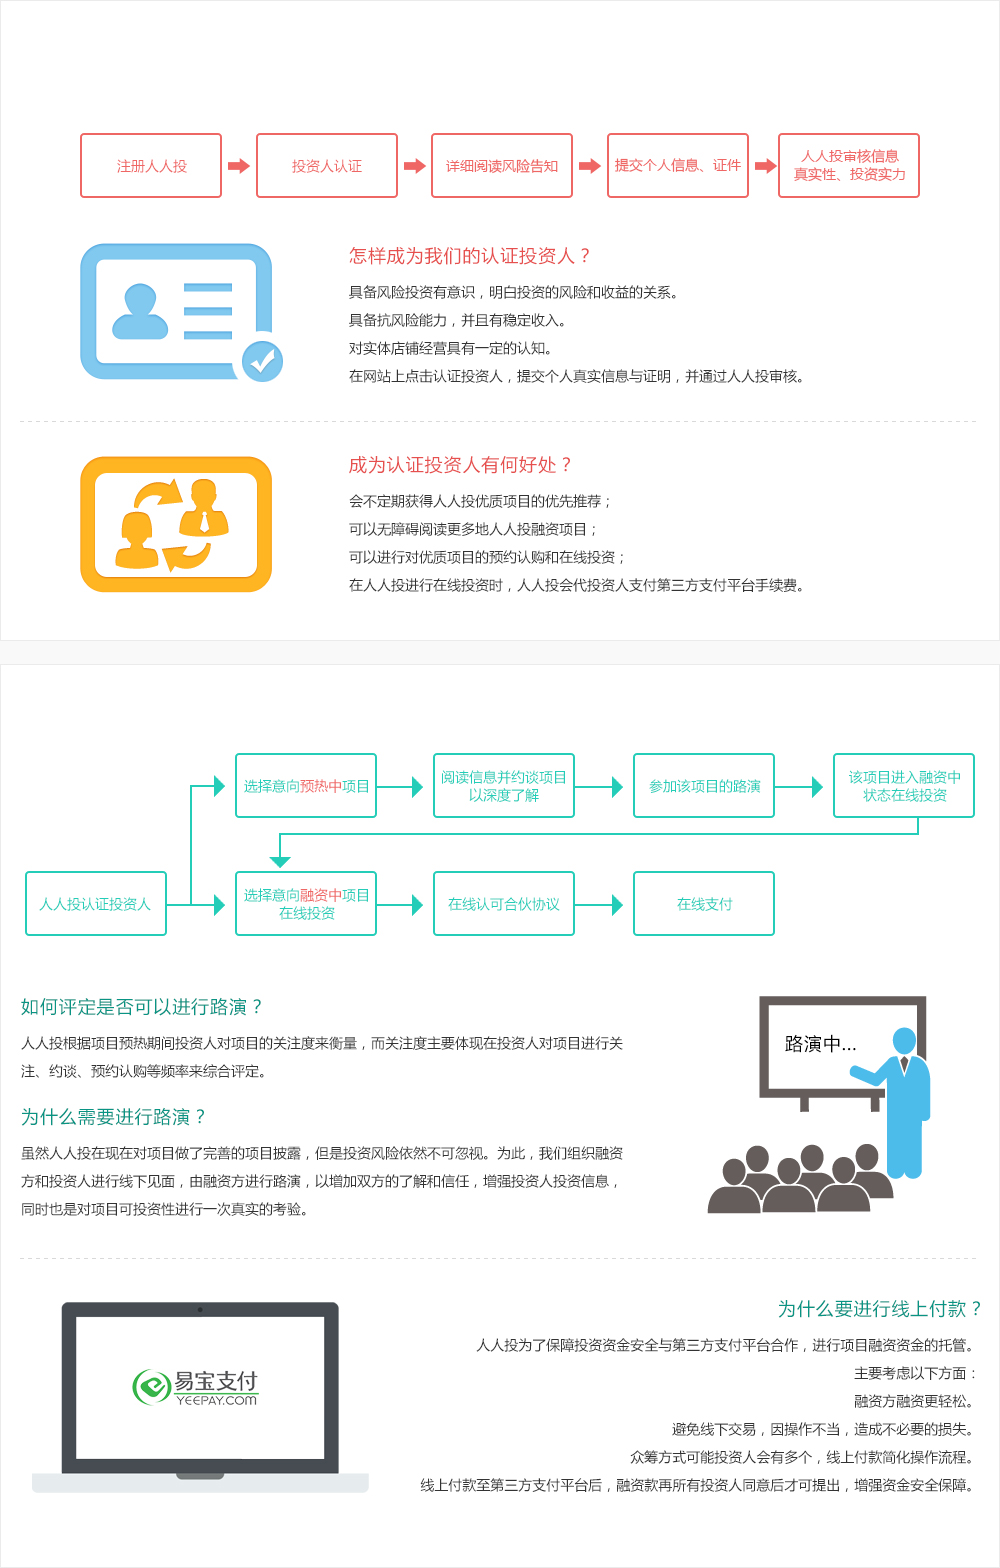 注册人人投
投资人认证
详细阅读风险告知
提交个人信息、证件
人人投审核信息
真实性、投资实力
怎样成为我们的认证投资人？
具备风险投资有意识，明白投资的风险和收益的关系。
具备抗风险能力，并且有稳定收入。
对实体店铺经营具有一定的认知。
在网站上点击认证投资人，提交个人真实信息与证明，并通过人人投审核。
成为认证投资人有何好处？
会不定期获得人人投优质项目的优先推荐；
可以无障碍阅读更多地人人投融资项目；
可以进行对优质项目的预约认购和在线投资；
在人人投进行在线投资时，人人投会代投资人支付第三方支付平台手续费。
选择意向预热中项目
阅读信息并约谈项目
以深度了解
参加该项目的路演
该项目进入融资中
状态在线投资
人人投认证投资人
选择意向融资中项目
在线投资
在线认可合伙协议
在线支付
如何评定是否可以进行路演？
人人投根据项目预热期间投资人对项目的关注度来衡量，而关注度主要体现在投资人对项目进行关
注、约谈、预约认购等频率来综合评定。
为什么需要进行路演？
虽然人人投在现在对项目做了完善的项目披露，但是投资风险依然不可忽视。为此，我们组织融资
方和投资人进行线下见面，由融资方进行路演，以增加双方的了解和信任，增强投资人投资信息，
同时也是对项目可投资性进行一次真实的考验。
路演中...
为什么要进行线上付款？
人人投为了保障投资资金安全与第三方支付平台合作，进行项目融资资金的托管。
主要考虑以下方面：
融资方融资更轻松。
避免线下交易，因操作不当，造成不必要的损失。
众筹方式可能投资人会有多个，线上付款简化操作流程。
线上付款至第三方支付平台后，融资款再所有投资人同意后才可提出，增强资金安全保障。
易宝支付
YEEPAY.COM